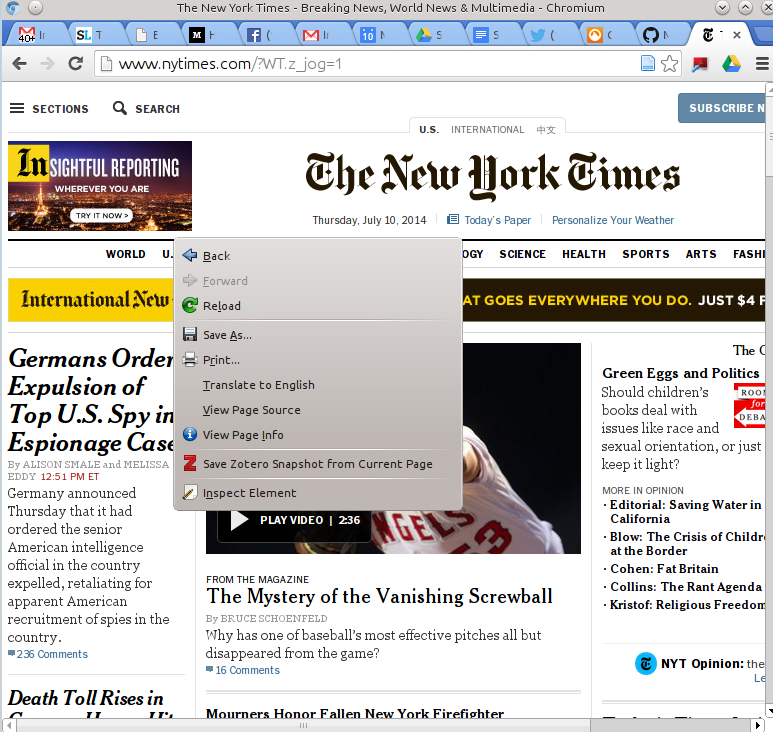 The New York Times - Breaking News, World News & Multimedia - Chromium
40+
SL T
E
M H
f (
M I
10 N
S
S
(
C
N
www.nytimes.com/?WT.z_jog=1
SECTIONS
SEARCH
SUBSCRIBE N
U.S. INTERNATIONAL 中文
INSIGHTFUL REPORTING
WHEREVER YOU ARE
TRY IT NOW >
The New York Times
Thursday, July 10, 2014
Today's Paper
Personalize Your Weather
WORLD U. OGY SCIENCE HEALTH SPORTS ARTS FASHI
International New
AT GOES EVERYWHERE YOU DO. JUST $4 F
Back
Forward
Reload
Save As...
Print...
Translate to English
View Page Source
View Page Info
Save Zotero Snapshot from Current Page
Inspect Element
Germans Order
Expulsion of
Top U.S. Spy in
Espionage Case
By ALISON SMALE and MELISSA
EDDY 12:51 PM ET
Germany announced
Thursday that it had
ordered the senior
American intelligence
official in the country
expelled, retaliating for
apparent American
recruitment of spies in the
country.
236 Comments
Death Toll Rises in
ANGELS
53
PLAY VIDEO | 2:36
FROM THE MAGAZINE
The Mystery of the Vanishing Screwball
By BRUCE SCHOENFELD
Why has one of baseball's most effective pitches all but
disappeared from the game?
16 Comments
Mourners Honor Fallen New York Firefighter
The O
Green Eggs and Politics
Should children's
books deal with
issues like race and
sexual orientation, or just
keep it light?
ROOM
for
DEBA
MORE IN OPINION
· Editorial: Saving Water in
California
· Blow: The Crisis of Childre
at the Border
· Cohen: Fat Britain
· Collins: The Rant Agenda
· Kristof: Religious Freedom
NYT Opinion: the
Le